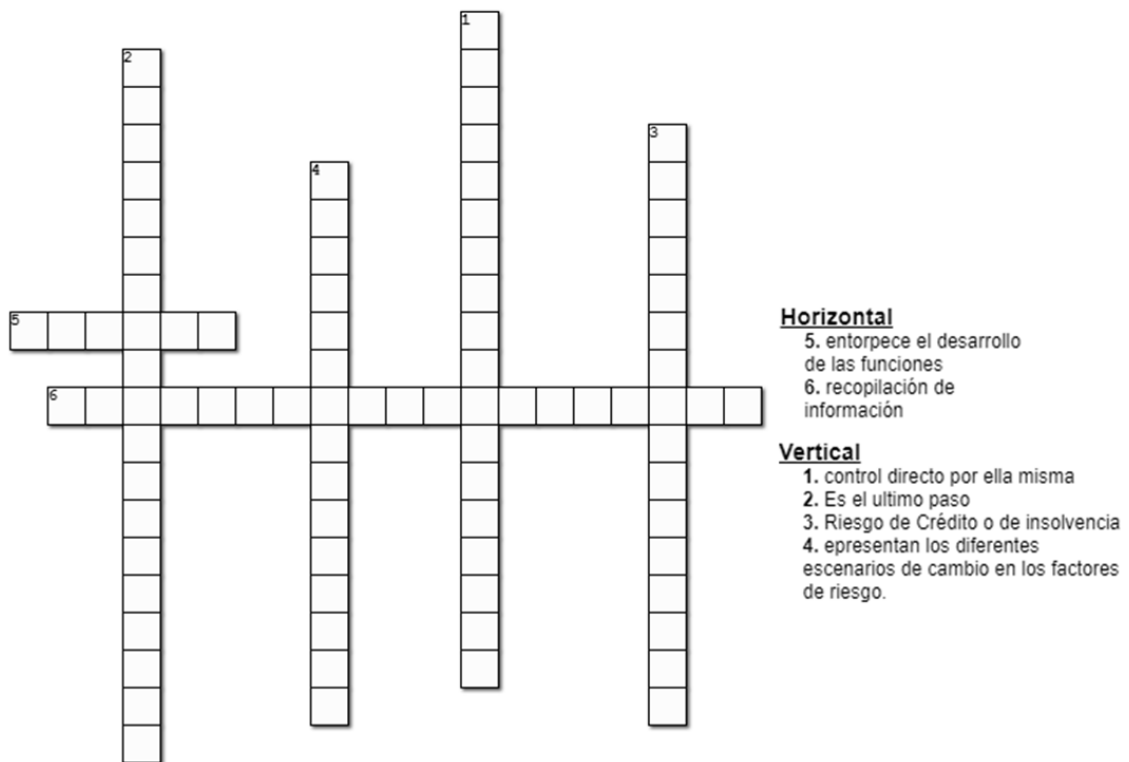 1
2
3
4
5
6
Horizontal
5. entorpece el desarrollo
de las funciones
6. recopilación de
información
Vertical
1. control directo por ella misma
2. Es el ultimo paso
3. Riesgo de Crédito o de insolvencia
4. epresentan los diferentes
escenarios de cambio en los factores
de riesgo.